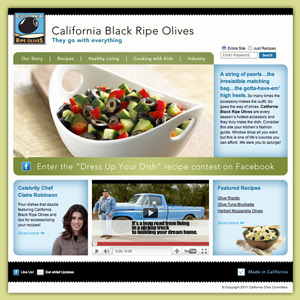 CALIFORNIA
RIPE OLIVES
California Black Ripe Olives
They go with everything
Entire Site Just Recipes
Enter Keyword Search
Our Story | Recipes | Healthy Living | Cooking with Kids | Industry
A string of pearls...the
irresistible matching
bag...the gotta-have-em'
high heels. So many times
the accessory makes the outfit. So
goes the way of olives. California
Black Ripe Olives are every
season's hottest accessory and
they truly make the dish. Consider
this site your kitchen's fashion
show. Window shop all you want
but this is one of life's luxuries you
can afford. We dare you to splurge!
Enter the "Dress Up Your Dish" recipe contest on Facebook
Celebrity Chef
Claire Robinson
Four dishes that dazzle
featuring California
Black Ripe Olives and
tips for accessorizing
your recipes!
Read more
It's a long road from living
in a pickup truck
to building your dream home.
Featured Recipes
Olive Risotto
Olive Tuna Bruchetta
Herbed Mozzarella Olives
Read more
Like Us! Get eMail Updates
Made in California
© Copyright 2011 California Olive Committee